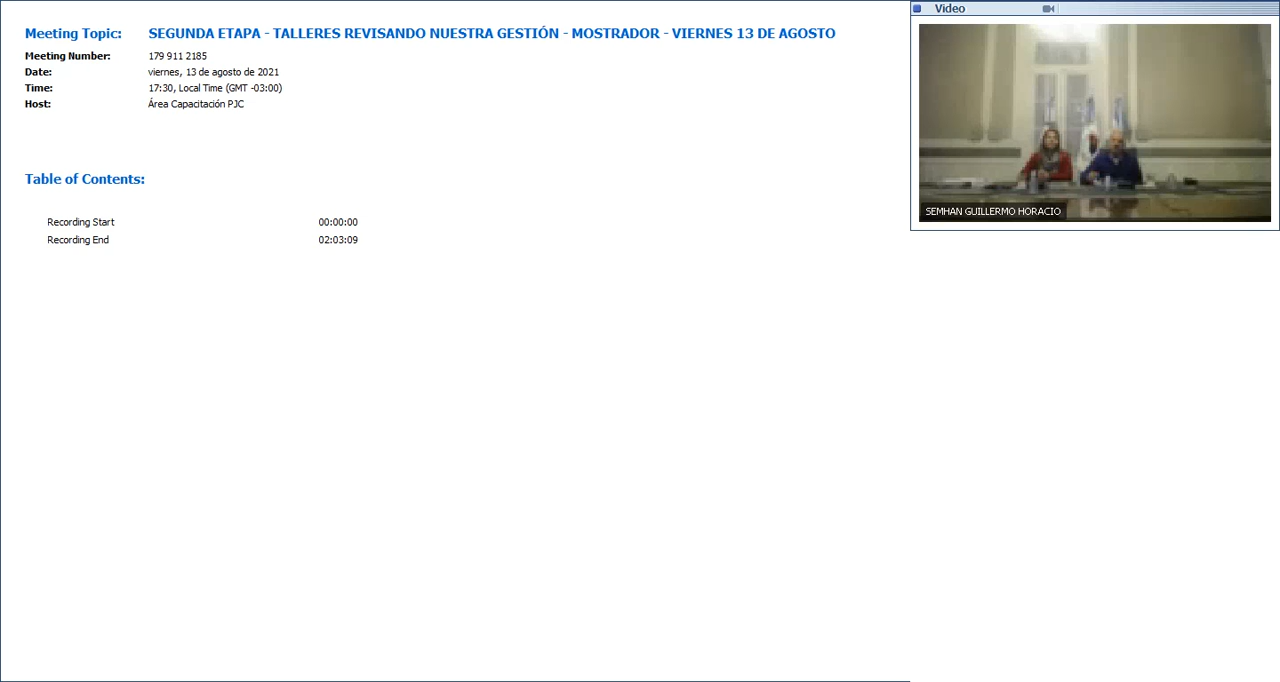 Meeting Topic: SEGUNDA ETAPA - TALLERES REVISANDO NUESTRA GESTIÓN - MOSTRADOR - VIERNES 13 DE AGOSTO
Meeting Number: 179 911 2185
Date: viernes, 13 de agosto de 2021
Time: 17:30, Local Time (GMT -03:00)
Host: Área Capacitación PJC
Table of Contents:
Recording Start 00:00:00
Recording End 02:03:09
Video
SEMHAN GUILLERMO HORACIO